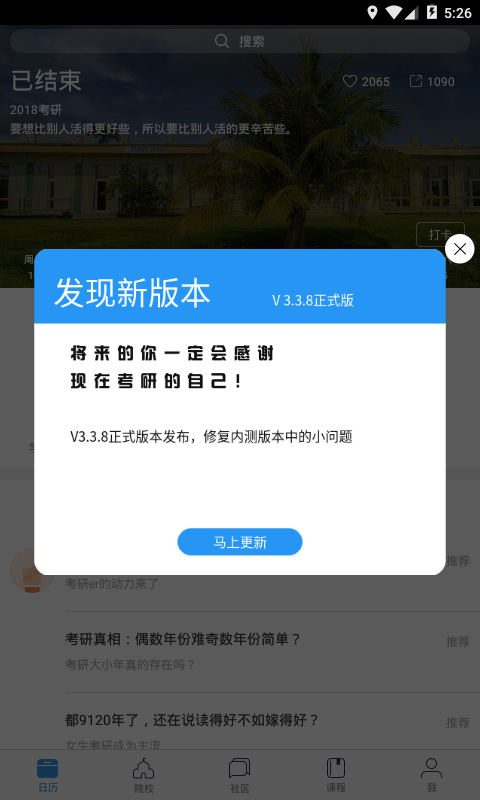 5:26
搜索
已结束
2065
1090
2018考研
要想比别人活得更好些，所以要比别人活的更辛苦些。
打卡
发现新版本
V 3.3.8正式版
将来的你一定会感谢
现在考研的自己！
V3.3.8正式版本发布，修复内测版本中的小问题
马上更新
推荐
考研er的动力来了
考研真相：偶数年份难奇数年份简单？
推荐
考研大小年真的存在吗？
都9120年了，还在说读得好不如嫁得好？
推荐
女生考研成为主流
日历
院校
社区
课程
我